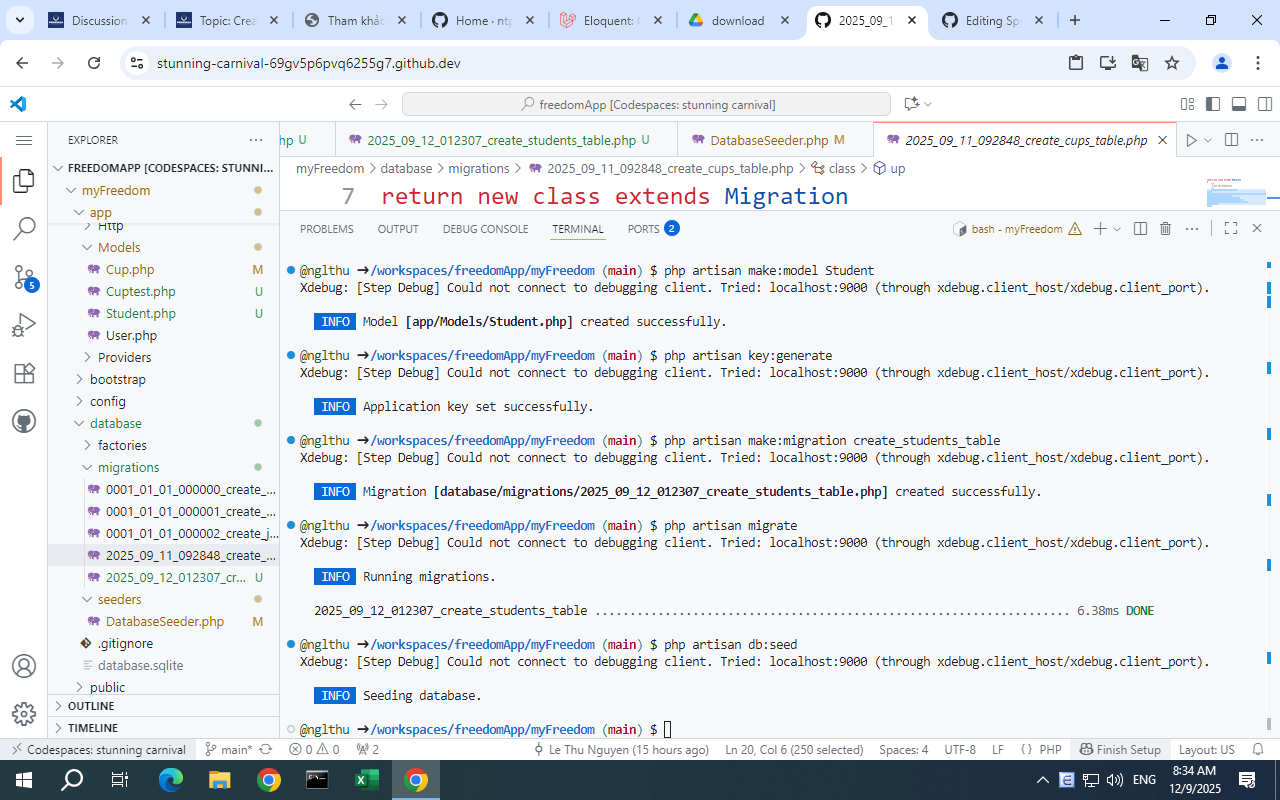 Discussion
Topic: Crea
Tham khảo
Home · ntp
Eloquent: G
download
2025_09_1
Editing Sp
stunning-carnival-69gv5p6pvq6255g7.github.dev
freedomApp [Codespaces: stunning carnival]
EXPLORER
FREEDOMAPP [CODESPACES: STUNNI...
myFreedom
app
Http
Models
Cup.php M
Cuptest.php U
Student.php U
User.php
Providers
bootstrap
config
database
factories
migrations
0001_01_01_000000_create_...
0001_01_01_000001_create_...
0001_01_01_000002_create_j...
2025_09_11_092848_create_...
2025_09_12_012307_cr... U
seeders
DatabaseSeeder.php M
.gitignore
database.sqlite
public
OUTLINE
TIMELINE
hp U
2025_09_12_012307_create_students_table.php U
DatabaseSeeder.php M
2025_09_11_092848_create_cups_table.php
myFreedom > database > migrations > 2025_09_11_092848_create_cups_table.php > class > up
7 return new class extends Migration
PROBLEMS OUTPUT DEBUG CONSOLE TERMINAL PORTS 2
bash - myFreedom
@nglthu ➜/workspaces/freedomApp/myFreedom (main) $ php artisan make:model Student
Xdebug: [Step Debug] Could not connect to debugging client. Tried: localhost:9000 (through xdebug.client_host/xdebug.client_port).
INFO Model [app/Models/Student.php] created successfully.
@nglthu ➜/workspaces/freedomApp/myFreedom (main) $ php artisan key:generate
Xdebug: [Step Debug] Could not connect to debugging client. Tried: localhost:9000 (through xdebug.client_host/xdebug.client_port).
INFO Application key set successfully.
@nglthu ➜/workspaces/freedomApp/myFreedom (main) $ php artisan make:migration create_students_table
Xdebug: [Step Debug] Could not connect to debugging client. Tried: localhost:9000 (through xdebug.client_host/xdebug.client_port).
INFO Migration [database/migrations/2025_09_12_012307_create_students_table.php] created successfully.
@nglthu ➜/workspaces/freedomApp/myFreedom (main) $ php artisan migrate
Xdebug: [Step Debug] Could not connect to debugging client. Tried: localhost:9000 (through xdebug.client_host/xdebug.client_port).
INFO Running migrations.
2025_09_12_012307_create_students_table .................................................................... 6.38ms DONE
@nglthu ➜/workspaces/freedomApp/myFreedom (main) $ php artisan db:seed
Xdebug: [Step Debug] Could not connect to debugging client. Tried: localhost:9000 (through xdebug.client_host/xdebug.client_port).
INFO Seeding database.
@nglthu ➜/workspaces/freedomApp/myFreedom (main) $
5
Codespaces: stunning carnival main* 0 0 2 Le Thu Nguyen (15 hours ago) Ln 20, Col 6 (250 selected) Spaces: 4 UTF-8 LF {} PHP Finish Setup Layout: US
ENG
8:34 AM
12/9/2025